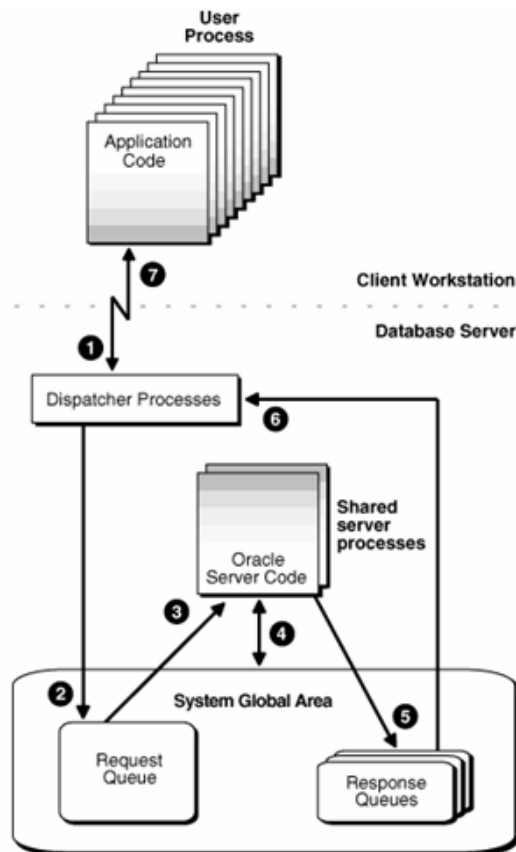 User
Process
Application
Code
7
Client Workstation
Database Server
1
Dispatcher Processes
6
Shared
server
processes
Oracle
Server Code
3
4
2
System Global Area
5
Request
Queue
Response
Queues